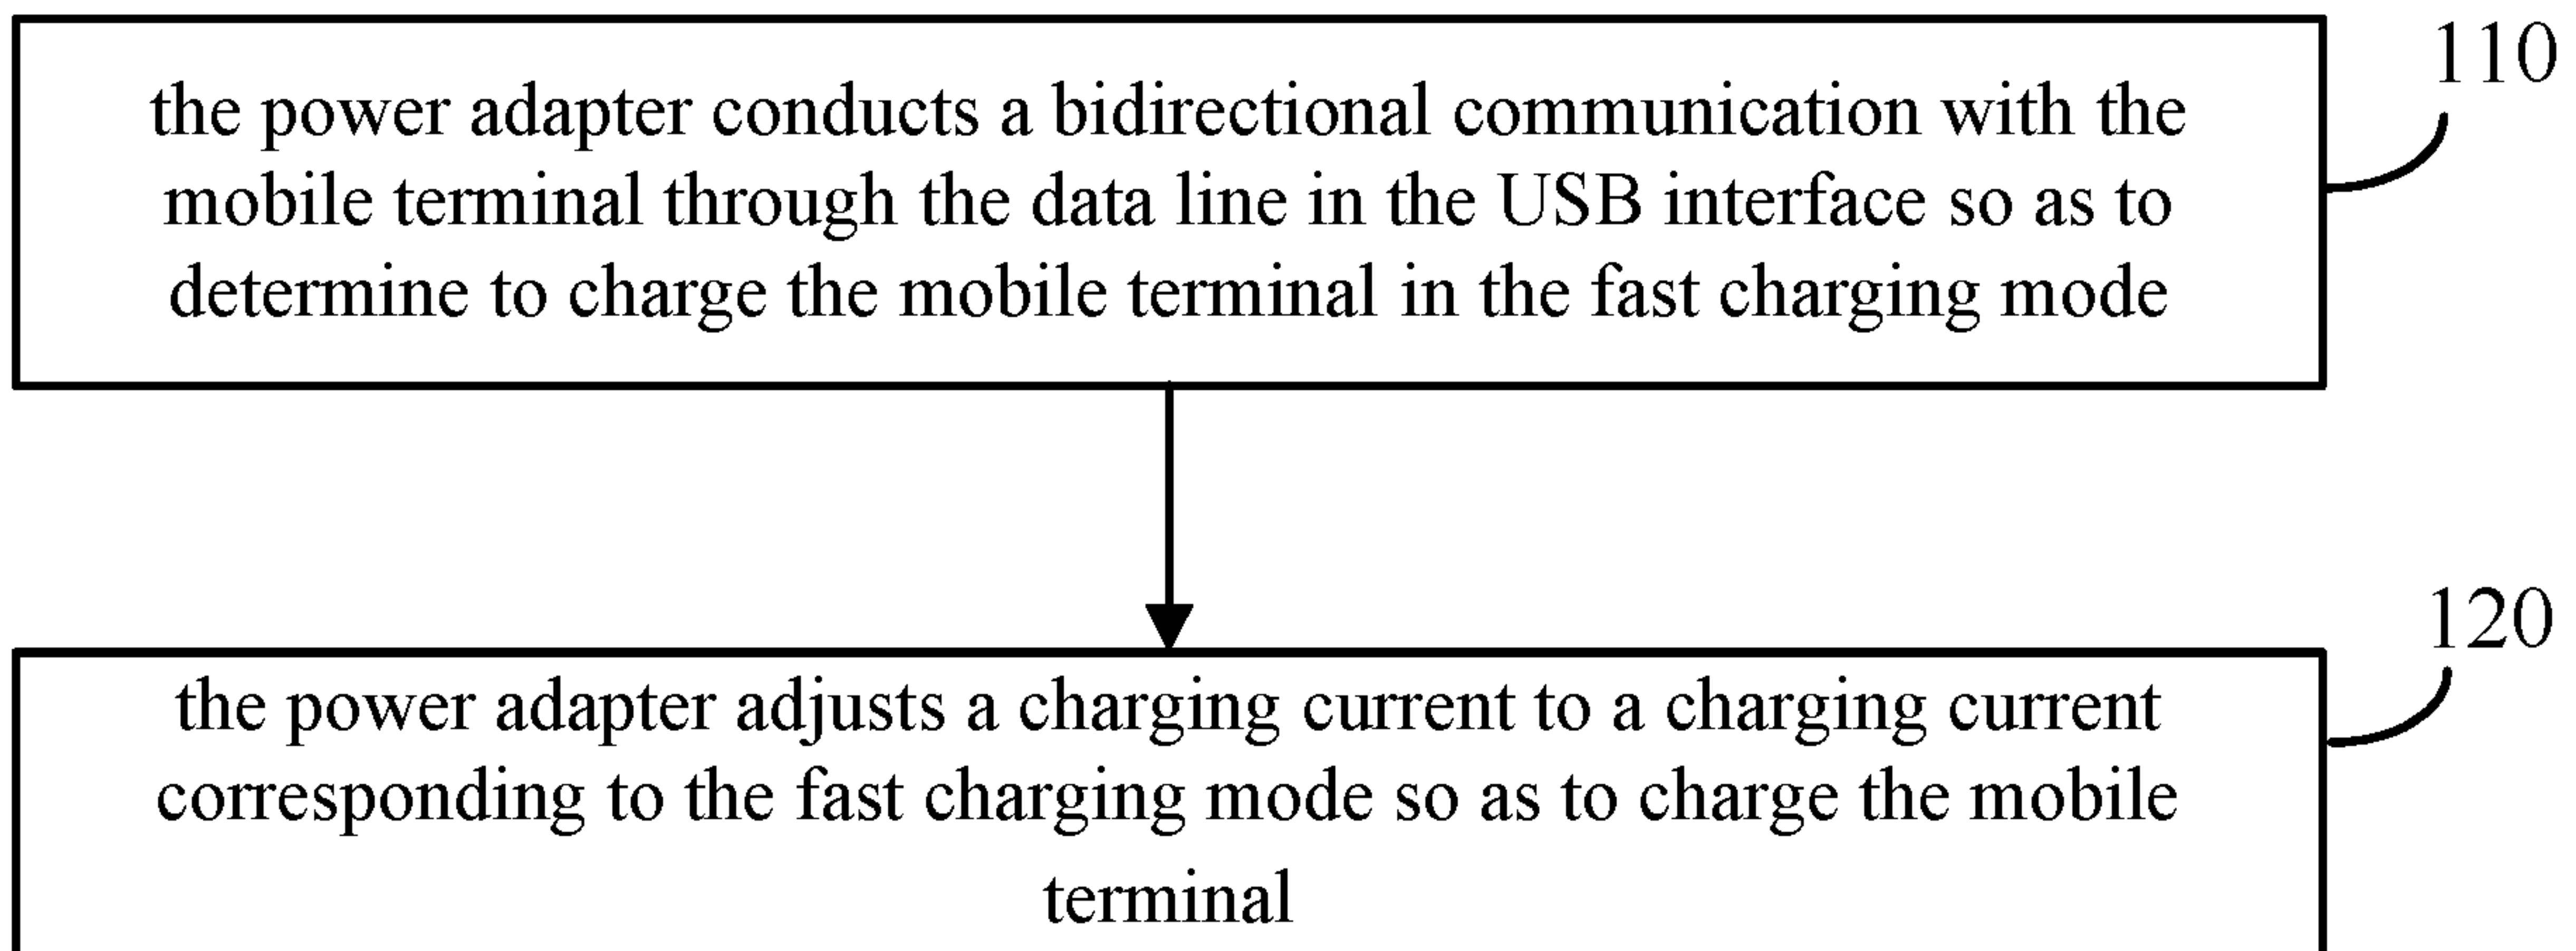 110
the power adapter conducts a bidirectional communication with the
mobile terminal through the data line in the USB interface so as to
determine to charge the mobile terminal in the fast charging mode
120
the power adapter adjusts a charging current to a charging current
corresponding to the fast charging mode so as to charge the mobile
terminal